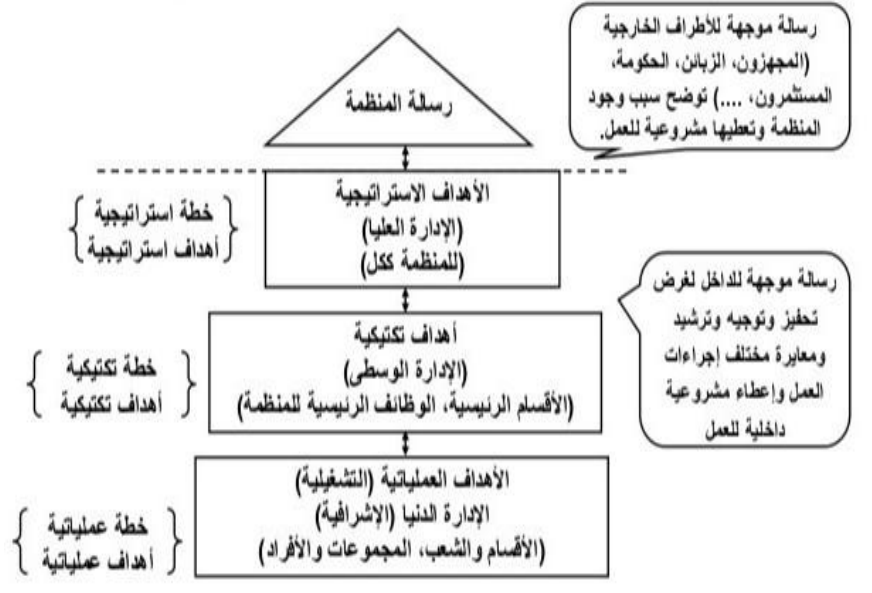 رسالة موجهة للأطراف الخارجية
(المجهزون، الزبائن، الحكومة،
المستثمرون، ....) توضح سبب وجود
المنظمة وتعطيها مشروعية للعمل.
رسالة المنظمة
الأهداف الاستراتيجية
(الإدارة العليا)
(للمنظمة ككل)
خطة استراتيجية
أهداف استراتيجية
رسالة موجهة للداخل لغرض
تحفيز وتوجيه وترشيد
ومعايرة مختلف إجراءات
العمل وإعطاء مشروعية
داخلية للعمل
أهداف تكتيكية
(الإدارة الوسطى)
(الأقسام الرئيسية، الوظائف الرئيسية للمنظمة)
خطة تكتيكية
أهداف تكتيكية
الأهداف العملياتية (التشغيلية)
الإدارة الدنيا (الإشرافية)
(الأقسام والشعب، المجموعات والأفراد)
خطة عملياتية
أهداف عملياتية